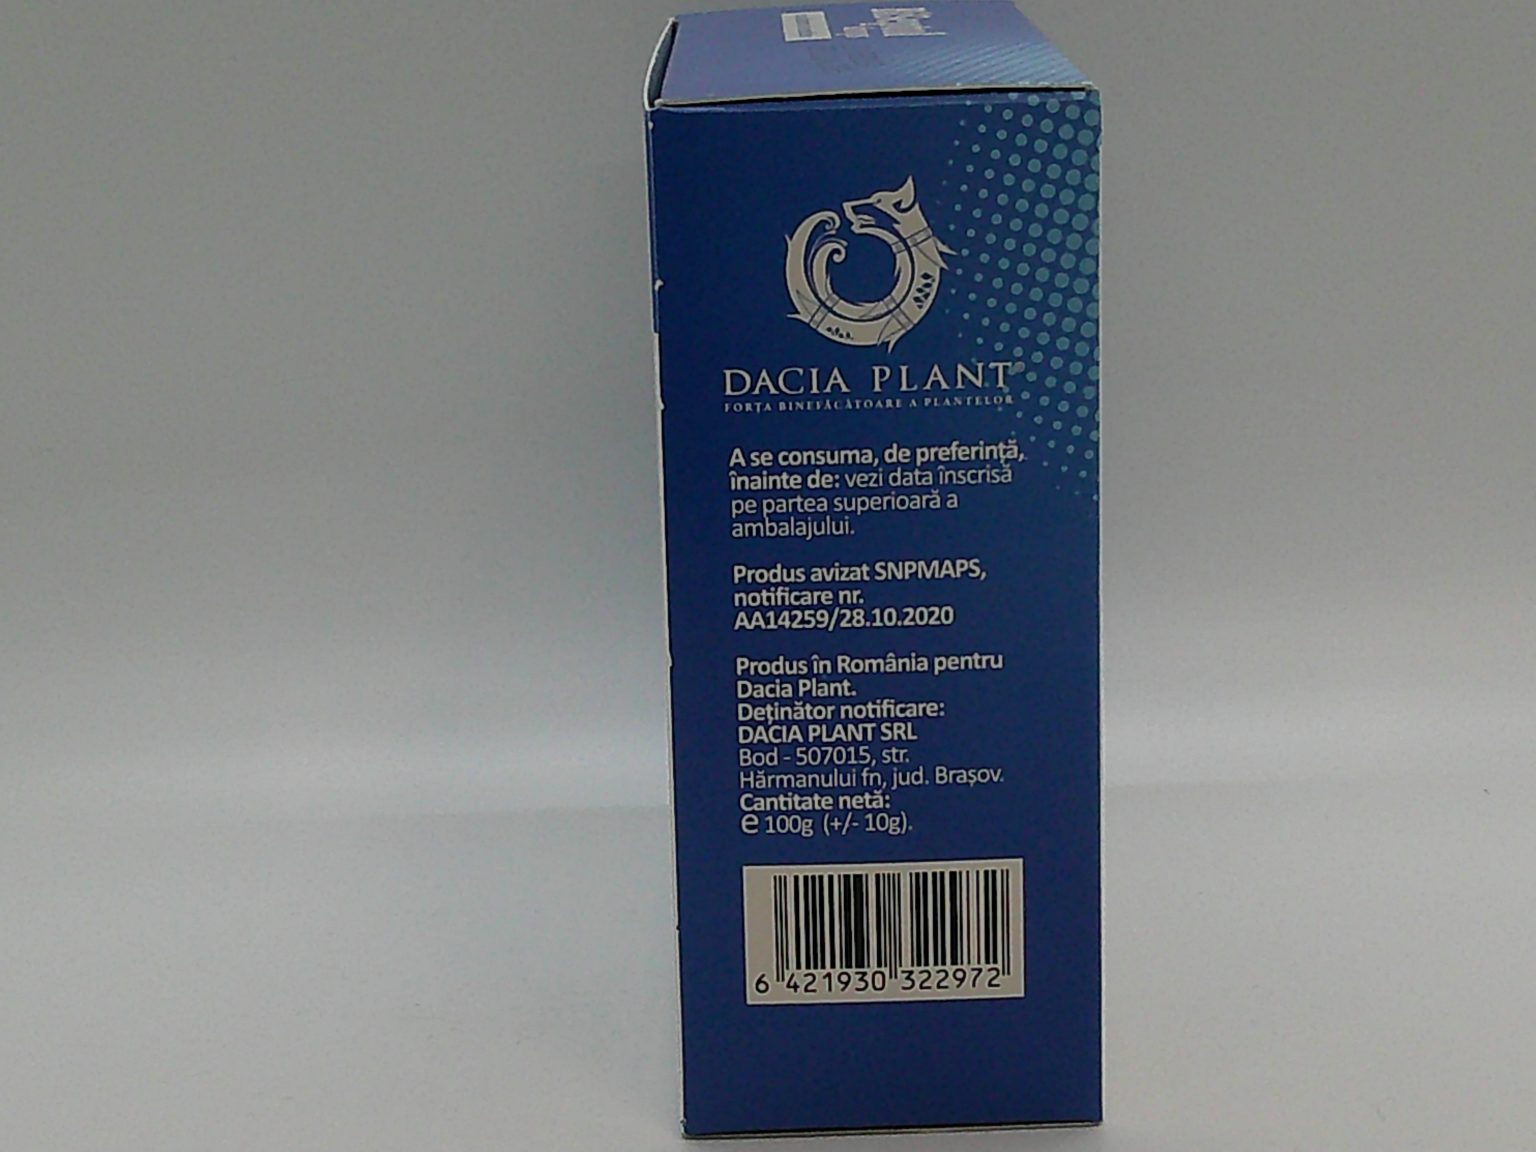 DACIA PLANT
FORȚA BINEFĂCĂTOARE A PLANTELOR
A se consuma, de preferință,
înainte de: vezi data înscrisă
pe partea superioară a
ambalajului.
Produs avizat SNPMAPS,
notificare nr.
AA14259/28.10.2020
Produs în România pentru
Dacia Plant.
Deținător notificare:
DACIA PLANT SRL
Bod - 507015, str.
Hărmanului fn, jud. Brașov.
Cantitate netă:
℮ 100g (+/- 10g).
6 421930 322972